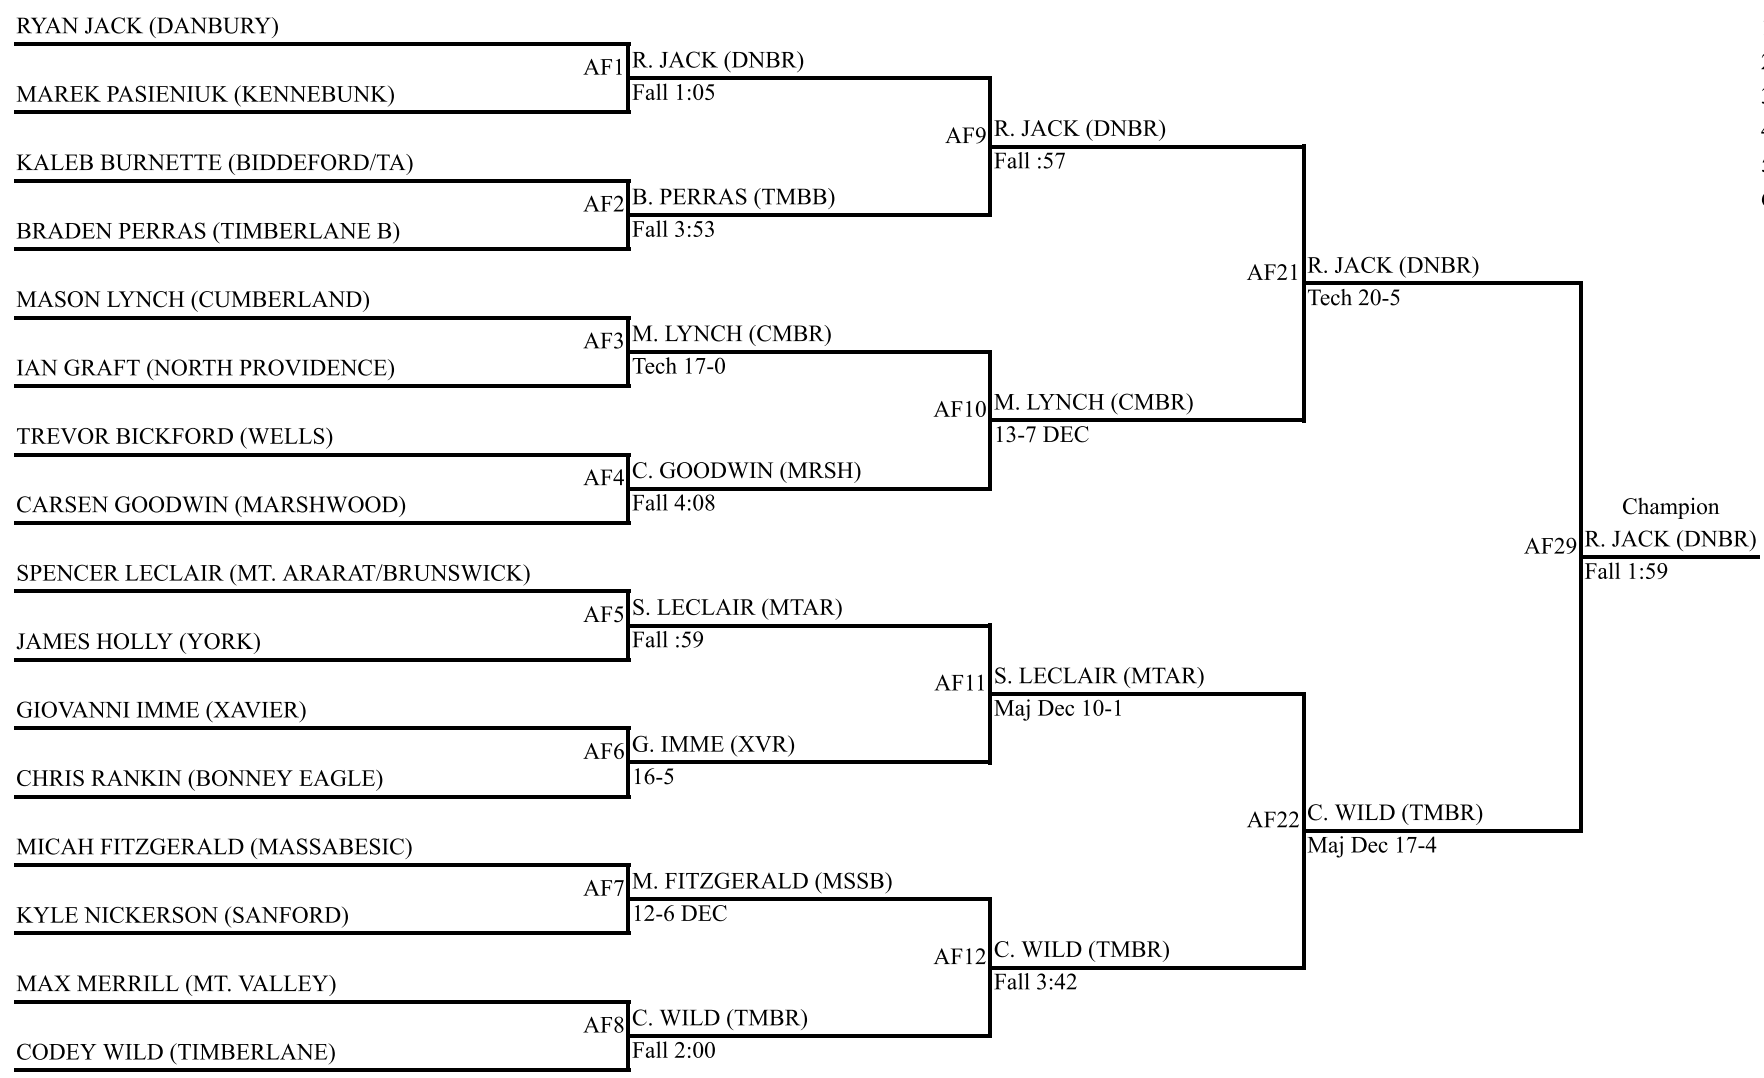 RYAN JACK (DANBURY)
AF1
R. JACK (DNBR)
Fall 1:05
MAREK PASIENIUK (KENNEBUNK)
AF9
R. JACK (DNBR)
Fall :57
KALEB BURNETTE (BIDDEFORD/TA)
AF2
B. PERRAS (TMBB)
Fall 3:53
BRADEN PERRAS (TIMBERLANE B)
AF21
R. JACK (DNBR)
Tech 20-5
MASON LYNCH (CUMBERLAND)
AF3
M. LYNCH (CMBR)
Tech 17-0
IAN GRAFT (NORTH PROVIDENCE)
AF10
M. LYNCH (CMBR)
13-7 DEC
TREVOR BICKFORD (WELLS)
AF4
C. GOODWIN (MRSH)
Fall 4:08
CARSEN GOODWIN (MARSHWOOD)
Champion
AF29
R. JACK (DNBR)
Fall 1:59
SPENCER LECLAIR (MT. ARARAT/BRUNSWICK)
AF5
S. LECLAIR (MTAR)
Fall :59
JAMES HOLLY (YORK)
AF11
S. LECLAIR (MTAR)
Maj Dec 10-1
GIOVANNI IMME (XAVIER)
AF6
G. IMME (XVR)
16-5
CHRIS RANKIN (BONNEY EAGLE)
AF22
C. WILD (TMBR)
Maj Dec 17-4
MICAH FITZGERALD (MASSABESIC)
AF7
M. FITZGERALD (MSSB)
12-6 DEC
KYLE NICKERSON (SANFORD)
AF12
C. WILD (TMBR)
Fall 3:42
MAX MERRILL (MT. VALLEY)
AF8
C. WILD (TMBR)
Fall 2:00
CODEY WILD (TIMBERLANE)